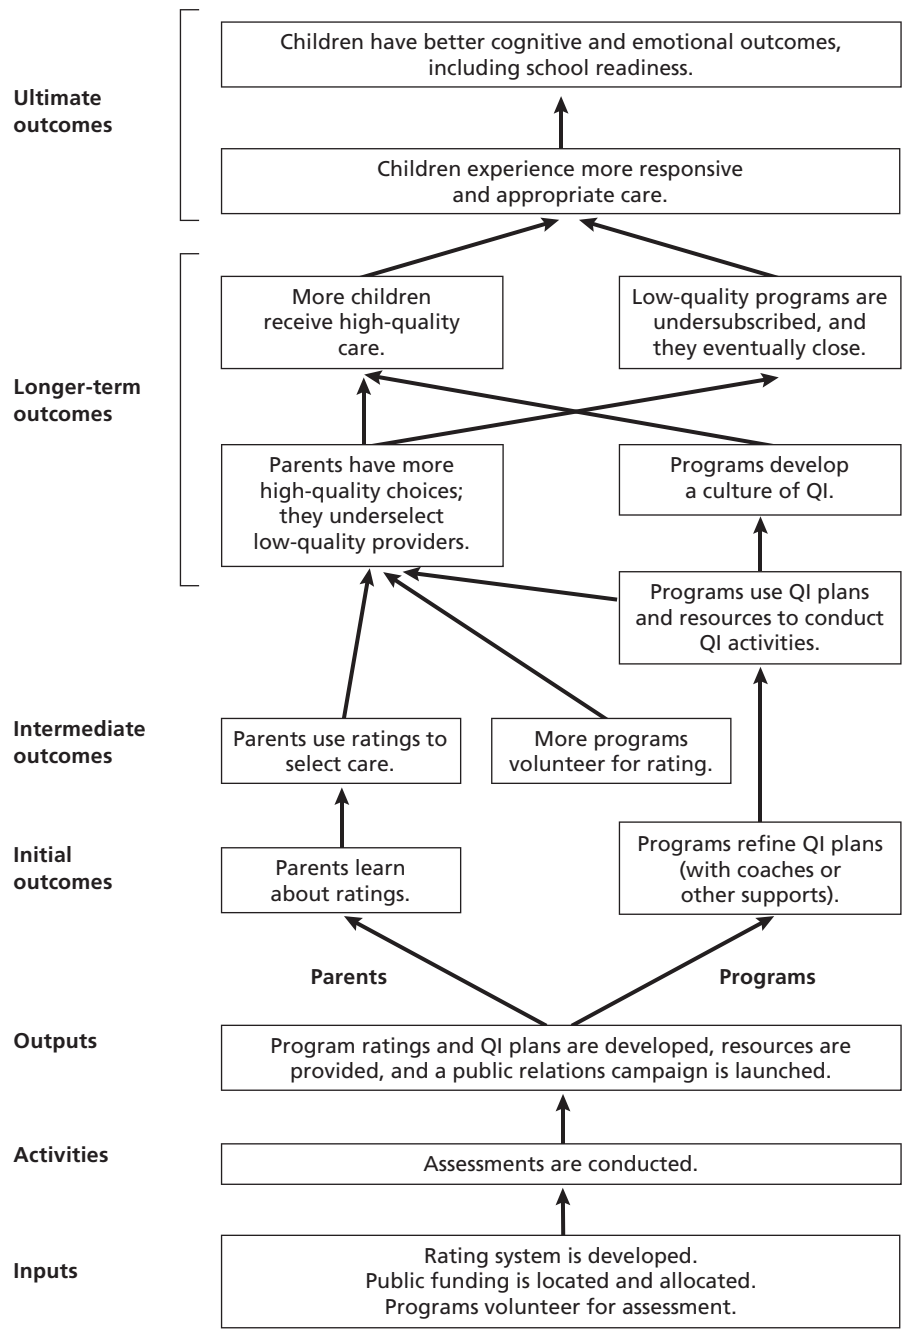 Ultimate
outcomes
Children have better cognitive and emotional outcomes,
including school readiness.
Children experience more responsive
and appropriate care.
Longer-term
outcomes
More children
receive high-quality
care.
Low-quality programs are
undersubscribed, and
they eventually close.
Parents have more
high-quality choices;
they underselect
low-quality providers.
Programs develop
a culture of QI.
Programs use QI plans
and resources to conduct
QI activities.
Intermediate
outcomes
Parents use ratings to
select care.
More programs
volunteer for rating.
Initial
outcomes
Parents learn
about ratings.
Programs refine QI plans
(with coaches or
other supports).
Parents
Programs
Outputs
Program ratings and QI plans are developed, resources are
provided, and a public relations campaign is launched.
Activities
Assessments are conducted.
Inputs
Rating system is developed.
Public funding is located and allocated.
Programs volunteer for assessment.